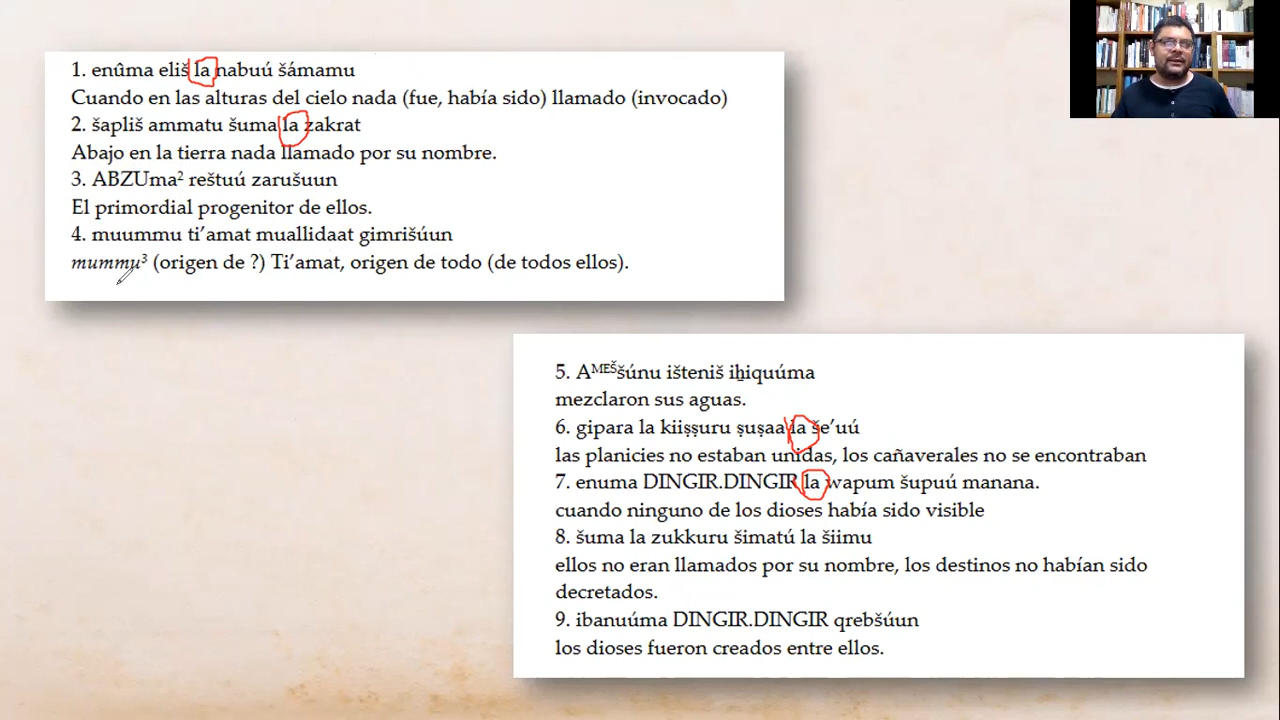 1. enûma eliš la nabuú šámamu
Cuando en las alturas del cielo nada (fue, había sido) llamado (invocado)
2. šapliš ammatu šuma la zakrat
Abajo en la tierra nada llamado por su nombre.
3. ABZUma² reštuú zarušuun
El primordial progenitor de ellos.
4. muummu ti’amat muallidaat gimrišúun
mummu³ (origen de ?) Ti’amat, origen de todo (de todos ellos).
5. Aᴹᴱˢ̌šúnu išteniš iḫiquúma
mezclaron sus aguas.
6. gipara la kiiṣṣuru ṣuṣaa la še’uú
las planicies no estaban unidas, los cañaverales no se encontraban
7. enuma DINGIR.DINGIR la wapum šupuú manana.
cuando ninguno de los dioses había sido visible
8. šuma la zukkuru šimatú la šiimu
ellos no eran llamados por su nombre, los destinos no habían sido
decretados.
9. ibanuúma DINGIR.DINGIR qrebšúun
los dioses fueron creados entre ellos.